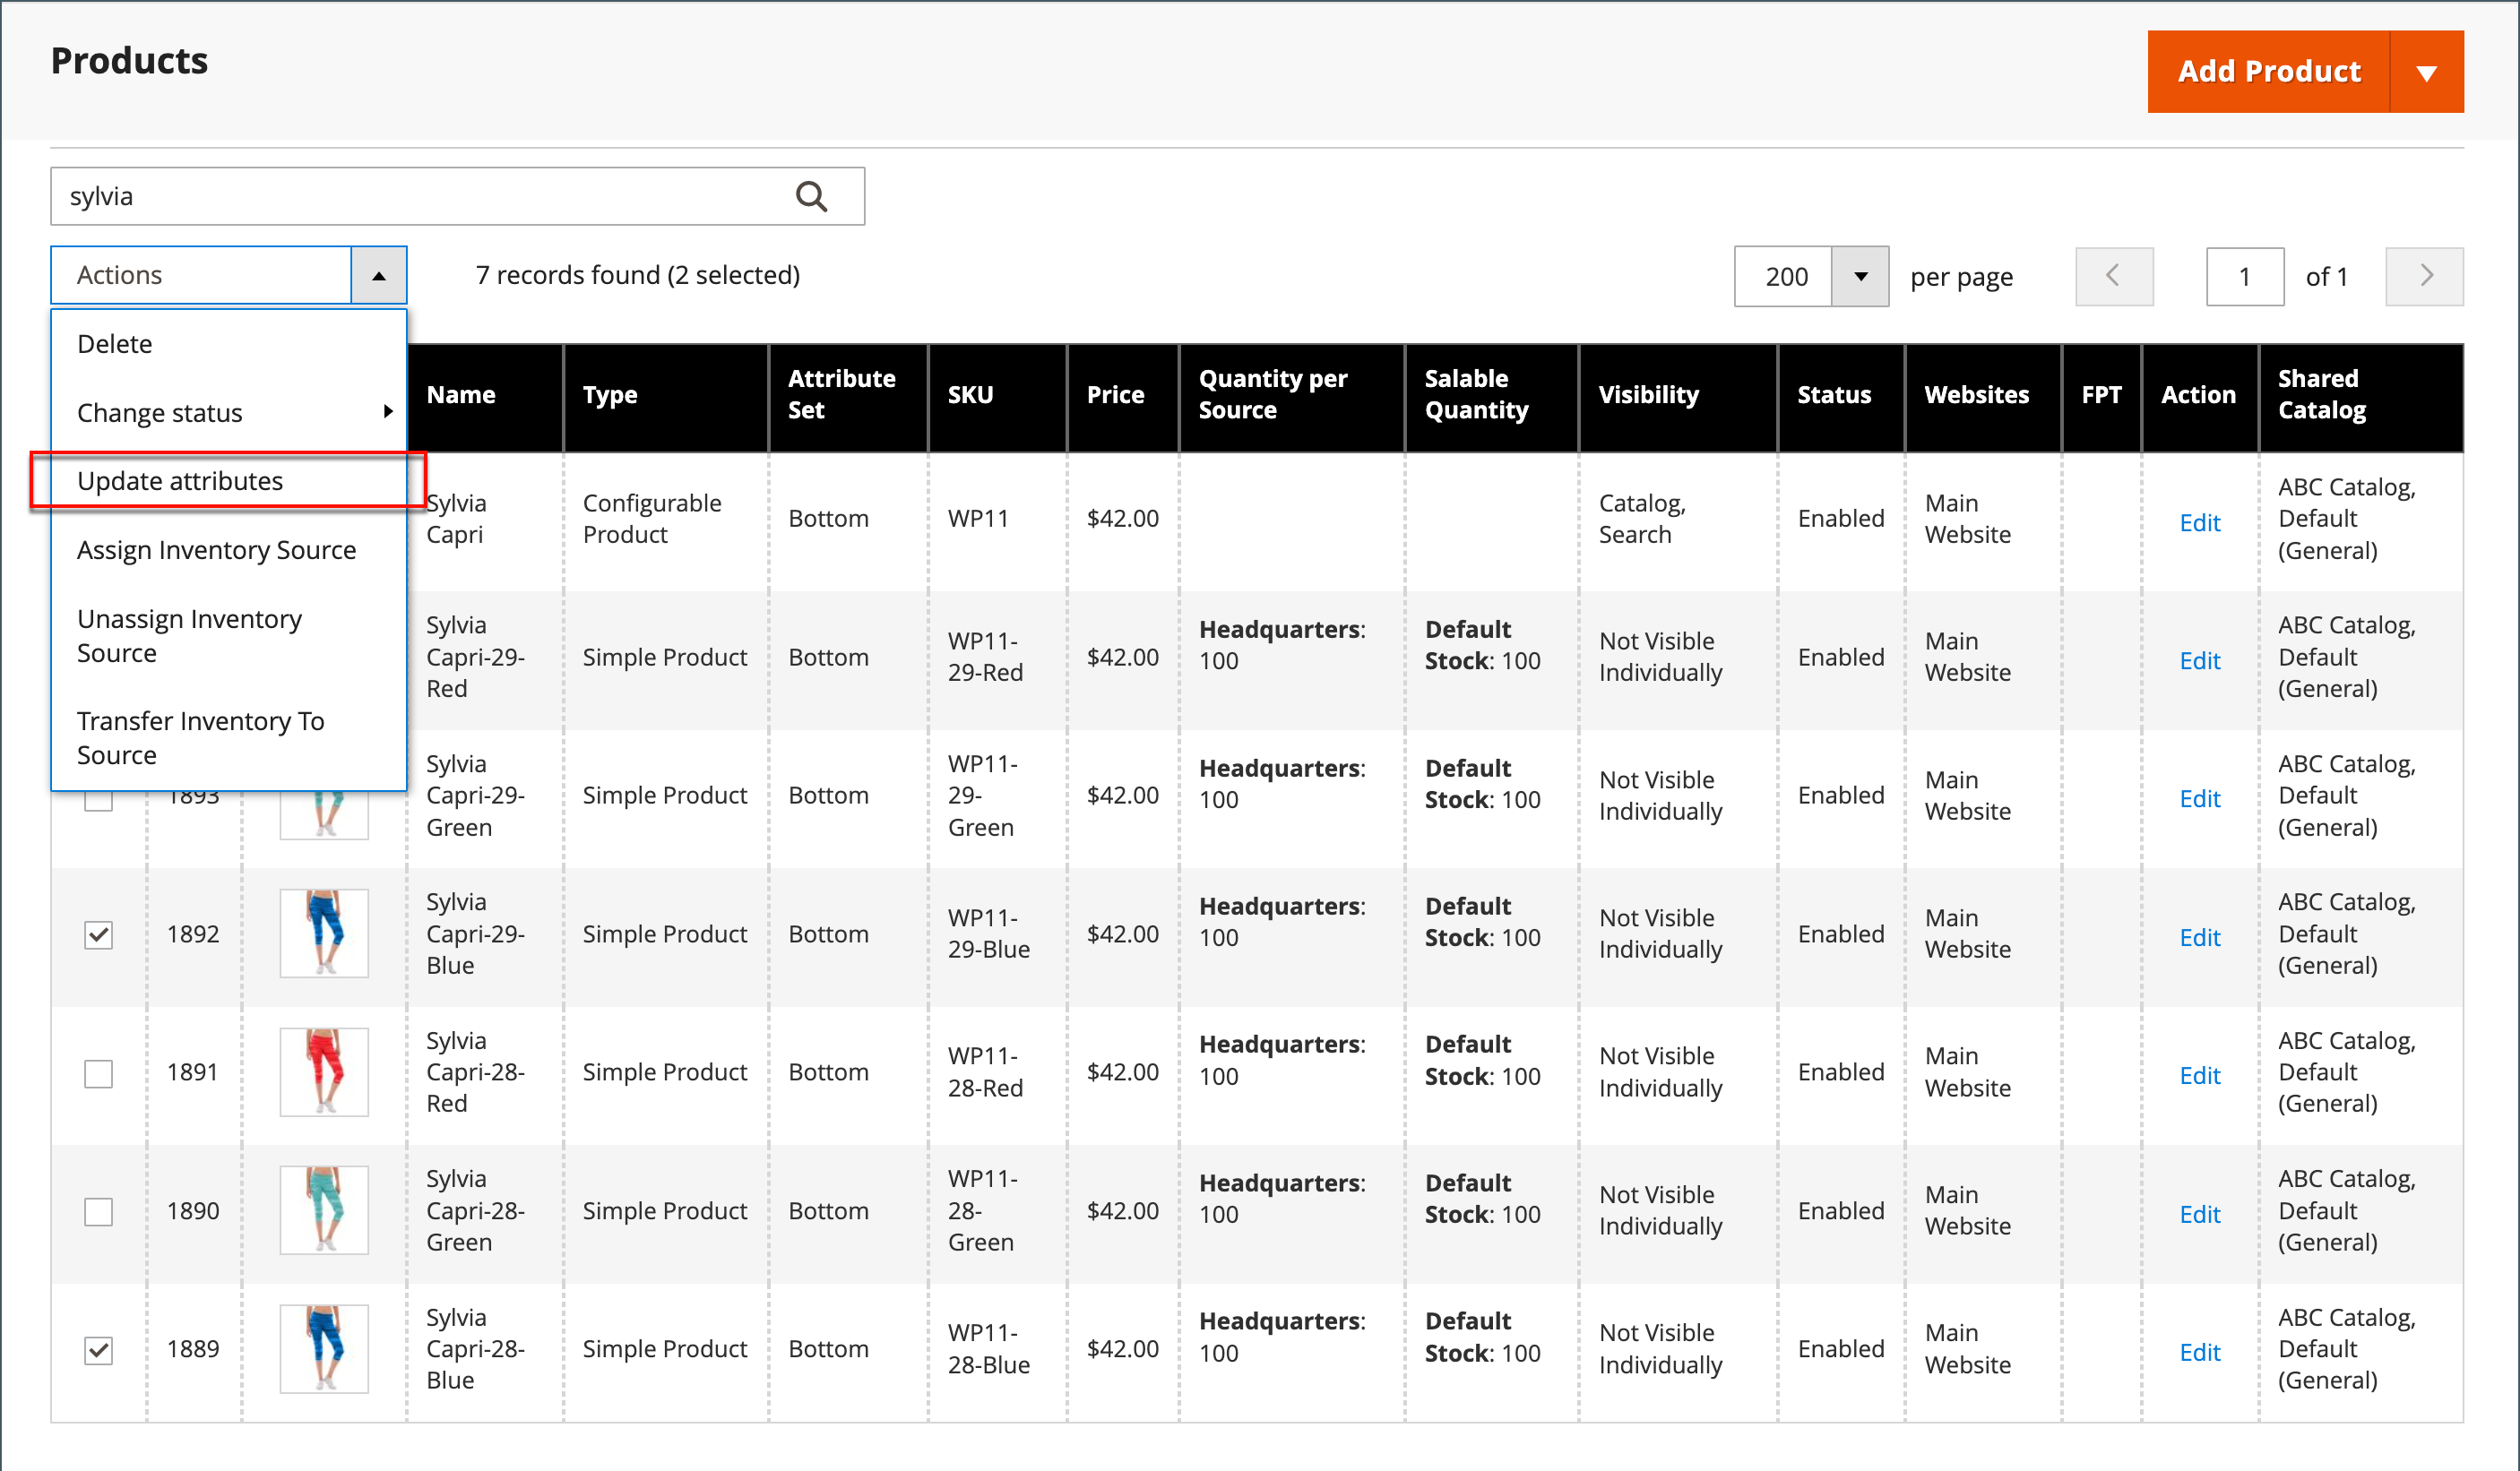 Products
Add Product
sylvia
Actions
7 records found (2 selected)
200
per page
1
of 1
Delete
Change status
Update attributes
Assign Inventory Source
Unassign Inventory
Source
Transfer Inventory To
Source
Name
Type
Attribute
Set
SKU
Price
Quantity per
Source
Salable
Quantity
Visibility
Status
Websites
FPT
Action
Shared
Catalog
Sylvia
Capri
Configurable
Product
Bottom
WP11
$42.00
Catalog,
Search
Enabled
Main
Website
Edit
ABC Catalog,
Default
(General)
Sylvia
Capri-29-
Red
Simple Product
Bottom
WP11-
29-Red
$42.00
Headquarters:
100
Default
Stock: 100
Not Visible
Individually
Enabled
Main
Website
Edit
ABC Catalog,
Default
(General)
1893
Sylvia
Capri-29-
Green
Simple Product
Bottom
WP11-
29-
Green
$42.00
Headquarters:
100
Default
Stock: 100
Not Visible
Individually
Enabled
Main
Website
Edit
ABC Catalog,
Default
(General)
1892
Sylvia
Capri-29-
Blue
Simple Product
Bottom
WP11-
29-Blue
$42.00
Headquarters:
100
Default
Stock: 100
Not Visible
Individually
Enabled
Main
Website
Edit
ABC Catalog,
Default
(General)
1891
Sylvia
Capri-28-
Red
Simple Product
Bottom
WP11-
28-Red
$42.00
Headquarters:
100
Default
Stock: 100
Not Visible
Individually
Enabled
Main
Website
Edit
ABC Catalog,
Default
(General)
1890
Sylvia
Capri-28-
Green
Simple Product
Bottom
WP11-
28-
Green
$42.00
Headquarters:
100
Default
Stock: 100
Not Visible
Individually
Enabled
Main
Website
Edit
ABC Catalog,
Default
(General)
1889
Sylvia
Capri-28-
Blue
Simple Product
Bottom
WP11-
28-Blue
$42.00
Headquarters:
100
Default
Stock: 100
Not Visible
Individually
Enabled
Main
Website
Edit
ABC Catalog,
Default
(General)